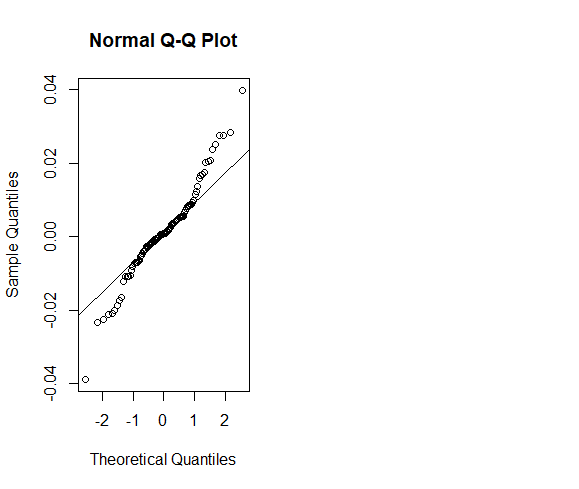 Normal Q-Q Plot
Sample Quantiles
0.04
0.02
0.00
-0.02
-0.04
-2 -1 0 1 2
Theoretical Quantiles